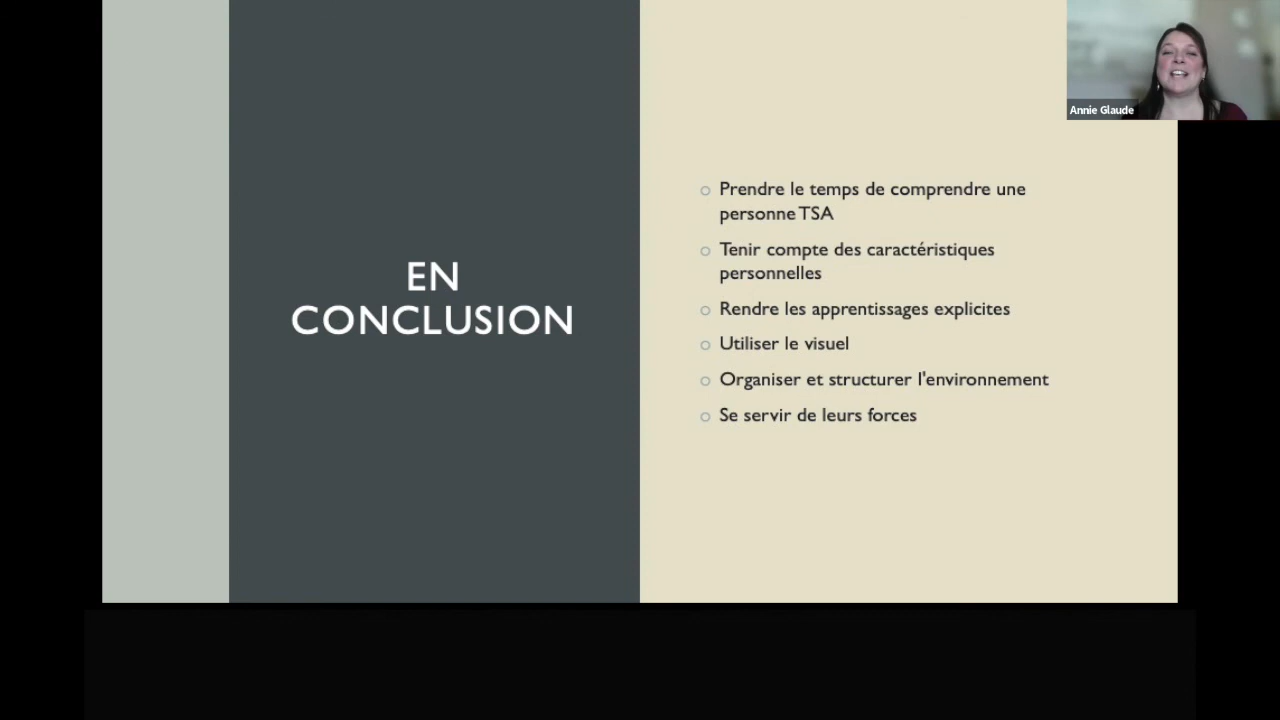 EN
CONCLUSION
Prendre le temps de comprendre une
personne TSA
Tenir compte des caractéristiques
personnelles
Rendre les apprentissages explicites
Utiliser le visuel
Organiser et structurer l'environnement
Se servir de leurs forces
Annie Glaude